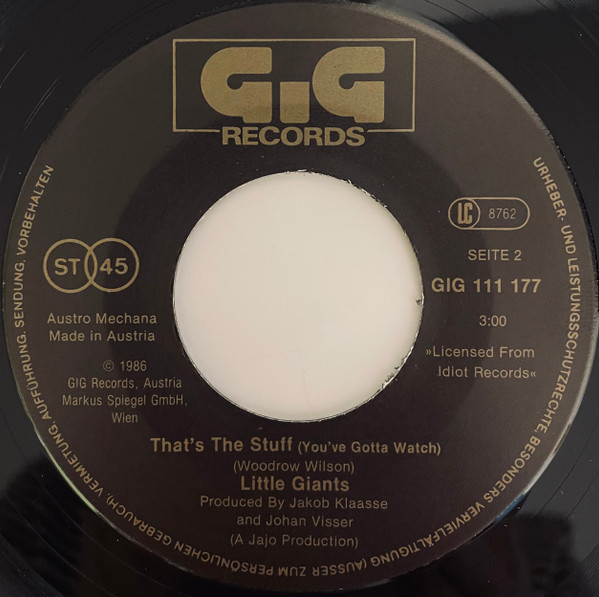 GIG
RECORDS
LC 8762
SEITE 2
GIG 111 177
3:00
»Licensed From
Idiot Records«
ST 45
Austro Mechana
Made in Austria
© 1986
GIG Records, Austria
Markus Spiegel GmbH,
Wien
That's The Stuff (You've Gotta Watch)
(Woodrow Wilson)
Little Giants
Produced By Jakob Klaasse
and Johan Visser
(A Jajo Production)
URHEBER- UND LEISTUNGSSCHUTZRECHTE, BESONDERS VERVIELFÄLTIGUNG (AUSSER ZUM PERSÖNLICHEN GEBRAUCH), VERMIETUNG, AUFFÜHRUNG, SENDUNG, VORBEHALTEN